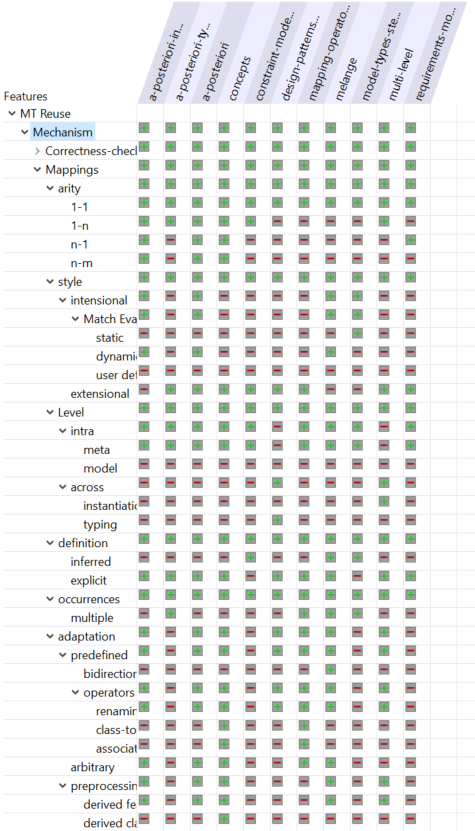 a-posteriori-in...
a-posteriori-ty...
a-posteriori
concepts
constraint-mode...
design-patterns...
mapping-operato...
melange
model-types-ste...
multi-level
requirements-mo...
Features
MT Reuse
Mechanism
Correctness-checl
Mappings
arity
1-1
1-n
n-1
n-m
style
intensional
Match Eva
static
dynamic
user def
extensional
Level
intra
meta
model
across
instantiatio
typing
definition
inferred
explicit
occurrences
multiple
adaptation
predefined
bidirection
operators
renamin
class-to
associat
arbitrary
preprocessin
derived fe
derived cla